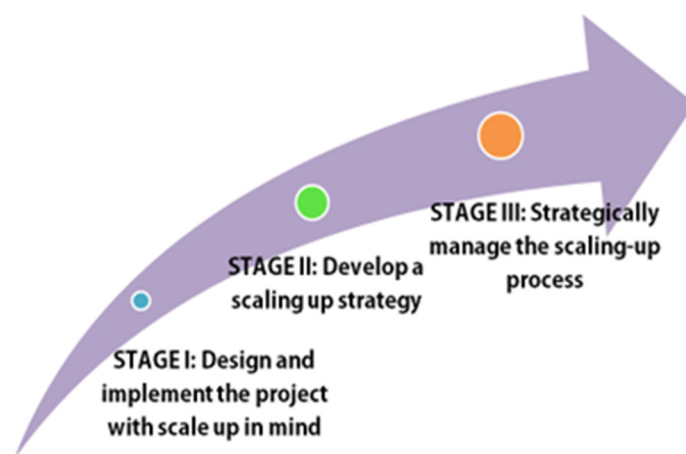 STAGE I: Design and
implement the project
with scale up in mind
STAGE II: Develop a
scaling up strategy
STAGE III: Strategically
manage the scaling-up
process